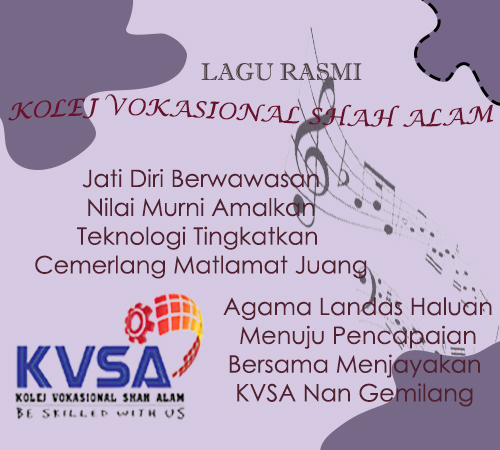 LAGU RASMI
KOLEJ VOKASIONAL SHAH ALAM
Jati Diri Berwawasan
Nilai Murni Amalkan
Teknologi Tingkatkan
Cemerlang Matlamat Juang
Agama Landas Haluan
Menuju Pencapaian
Bersama Menjayakan
KVSA Nan Gemilang
KVSA
KOLEJ VOKASIONAL SHAH ALAM
BE SKILLED WITH US